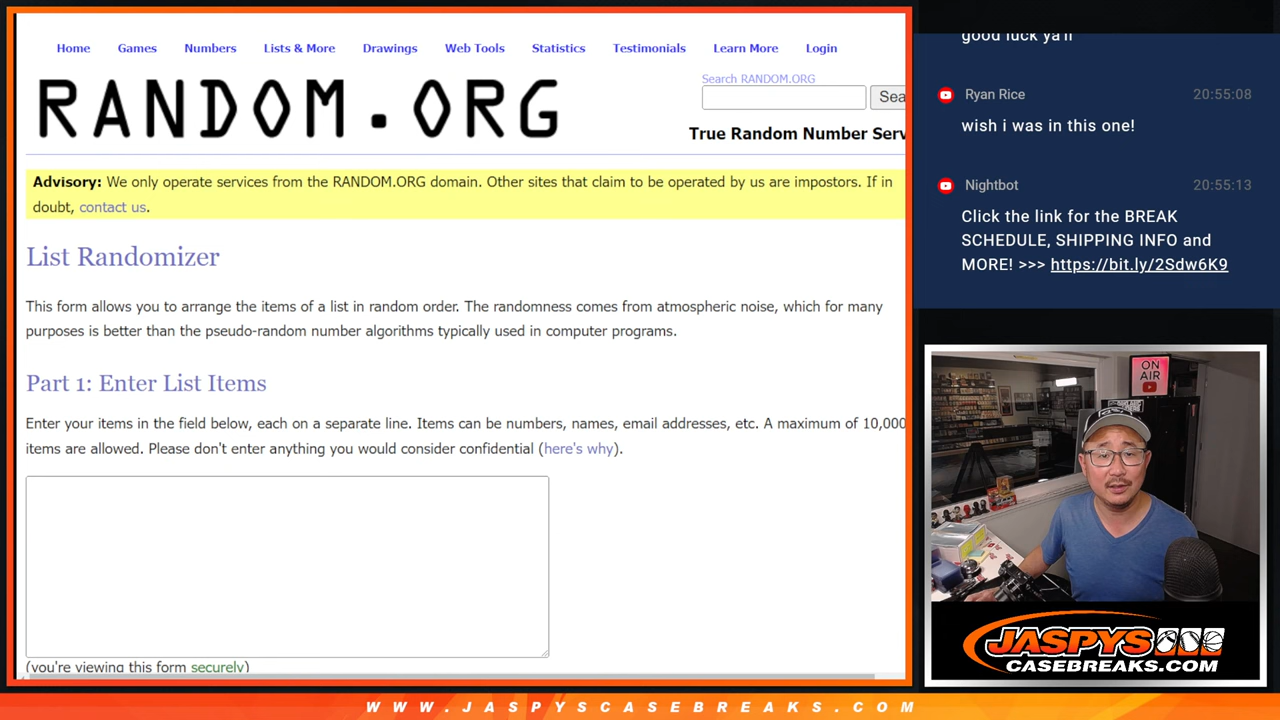 Home Games Numbers Lists & More Drawings Web Tools Statistics Testimonials Learn More Login
RANDOM.ORG
Search RANDOM.ORG
Sea
True Random Number Serv
Advisory: We only operate services from the RANDOM.ORG domain. Other sites that claim to be operated by us are impostors. If in
doubt, contact us.
List Randomizer
This form allows you to arrange the items of a list in random order. The randomness comes from atmospheric noise, which for many
purposes is better than the pseudo-random number algorithms typically used in computer programs.
Part 1: Enter List Items
Enter your items in the field below, each on a separate line. Items can be numbers, names, email addresses, etc. A maximum of 10,000
items are allowed. Please don't enter anything you would consider confidential (here's why).
(you're viewing this form securely)
good luck ya'll
Ryan Rice 20:55:08
wish i was in this one!
Nightbot 20:55:13
Click the link for the BREAK
SCHEDULE, SHIPPING INFO and
MORE! >>> https://bit.ly/2Sdw6K9
ON
AIR
JASPYS
CASEBREAKS.COM
WWW.JASPYSCASEBREAKS.COM